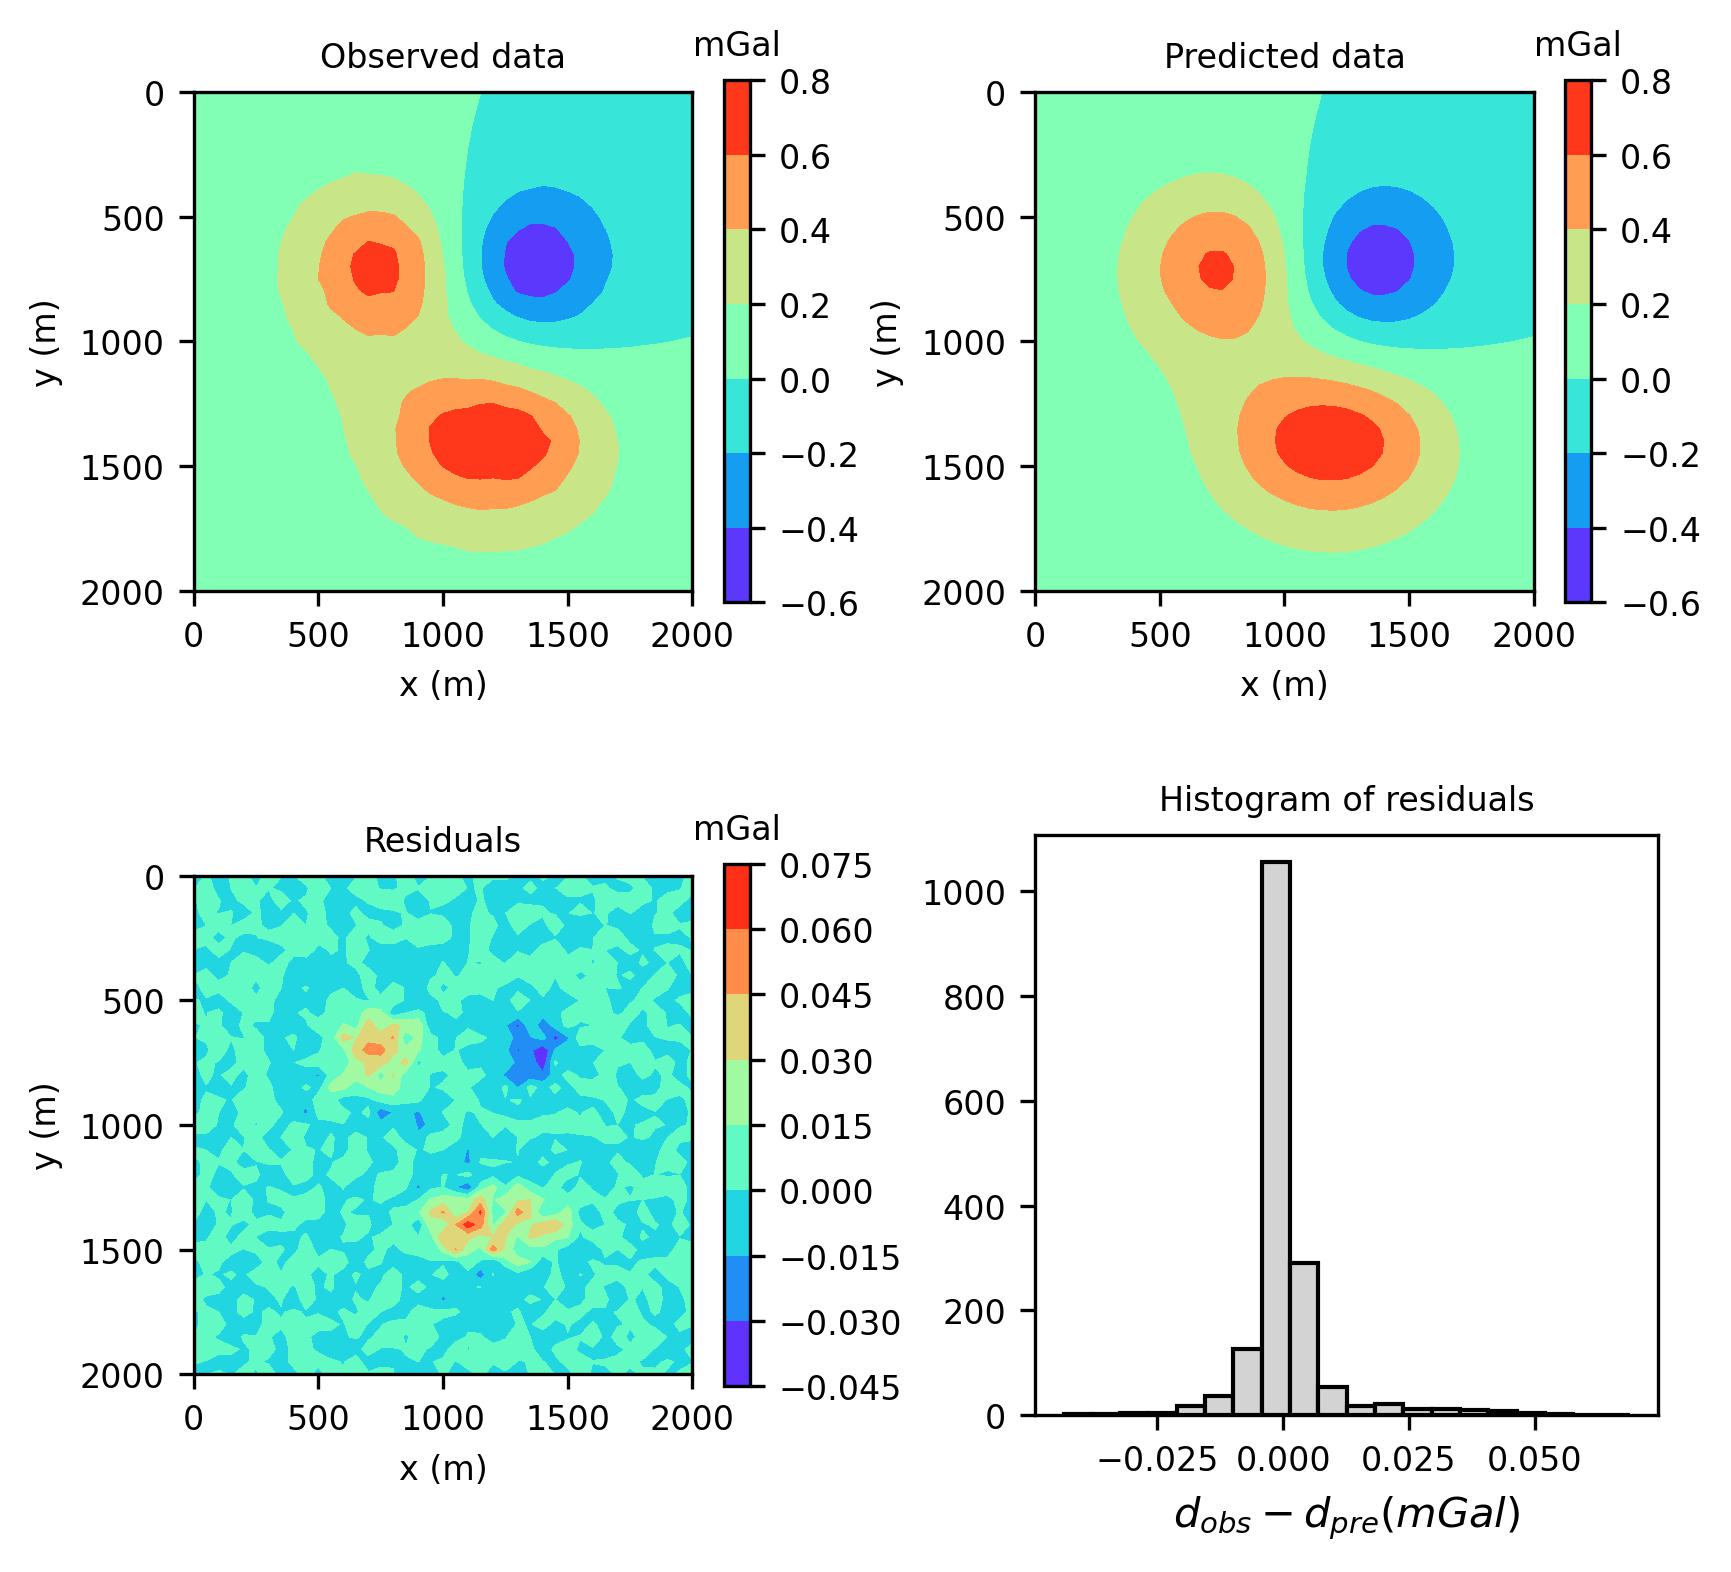 Observed data
mGal
0.8
0.6
0.4
0.2
0.0
−0.2
−0.4
−0.6
0
500
1000
1500
2000
y (m)
0 500 1000 1500 2000
x (m)
Predicted data
mGal
0.8
0.6
0.4
0.2
0.0
−0.2
−0.4
−0.6
0
500
1000
1500
2000
y (m)
0 500 1000 1500 2000
x (m)
Residuals
mGal
0.075
0.060
0.045
0.030
0.015
0.000
−0.015
−0.030
−0.045
0
500
1000
1500
2000
y (m)
0 500 1000 1500 2000
x (m)
Histogram of residuals
1000
800
600
400
200
0
−0.025 0.000 0.025 0.050
d_obs − d_pre(mGal)